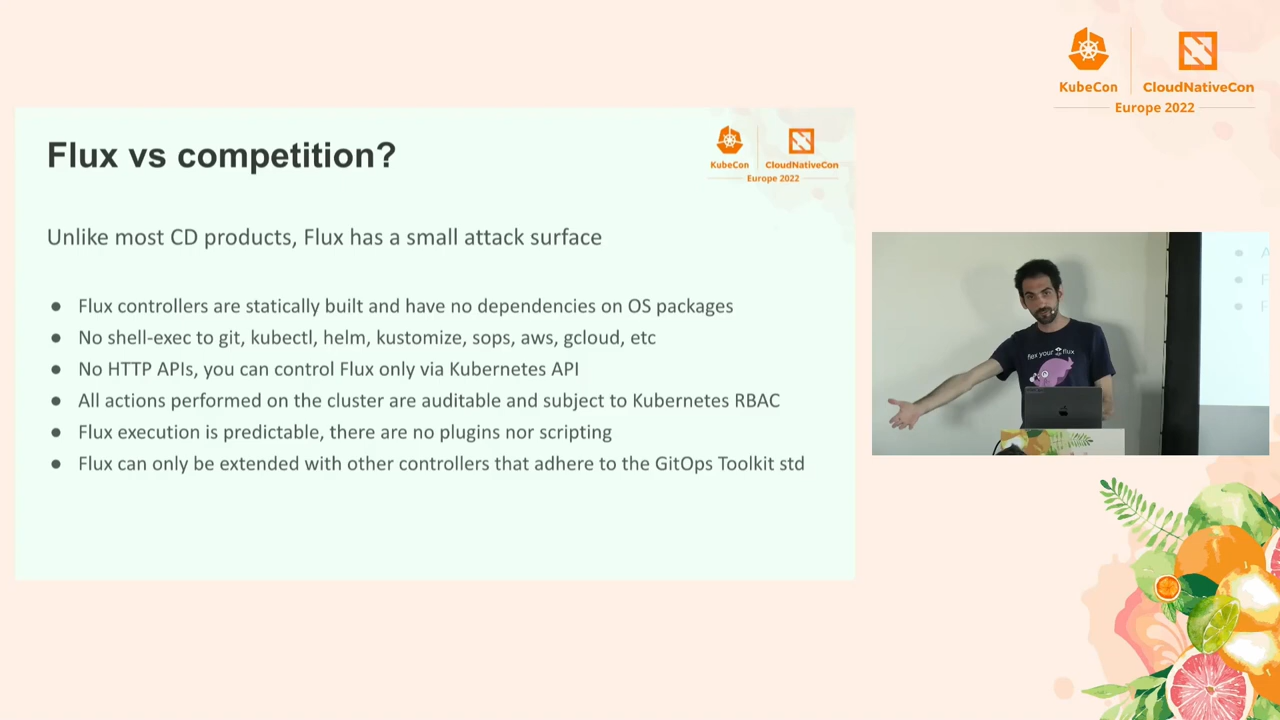 KubeCon
CloudNativeCon
Europe 2022
Flux vs competition?
KubeCon
CloudNativeCon
Europe 2022
Unlike most CD products, Flux has a small attack surface
● Flux controllers are statically built and have no dependencies on OS packages
● No shell-exec to git, kubectl, helm, kustomize, sops, aws, gcloud, etc
● No HTTP APIs, you can control Flux only via Kubernetes API
● All actions performed on the cluster are auditable and subject to Kubernetes RBAC
● Flux execution is predictable, there are no plugins nor scripting
● Flux can only be extended with other controllers that adhere to the GitOps Toolkit std
flex your flux